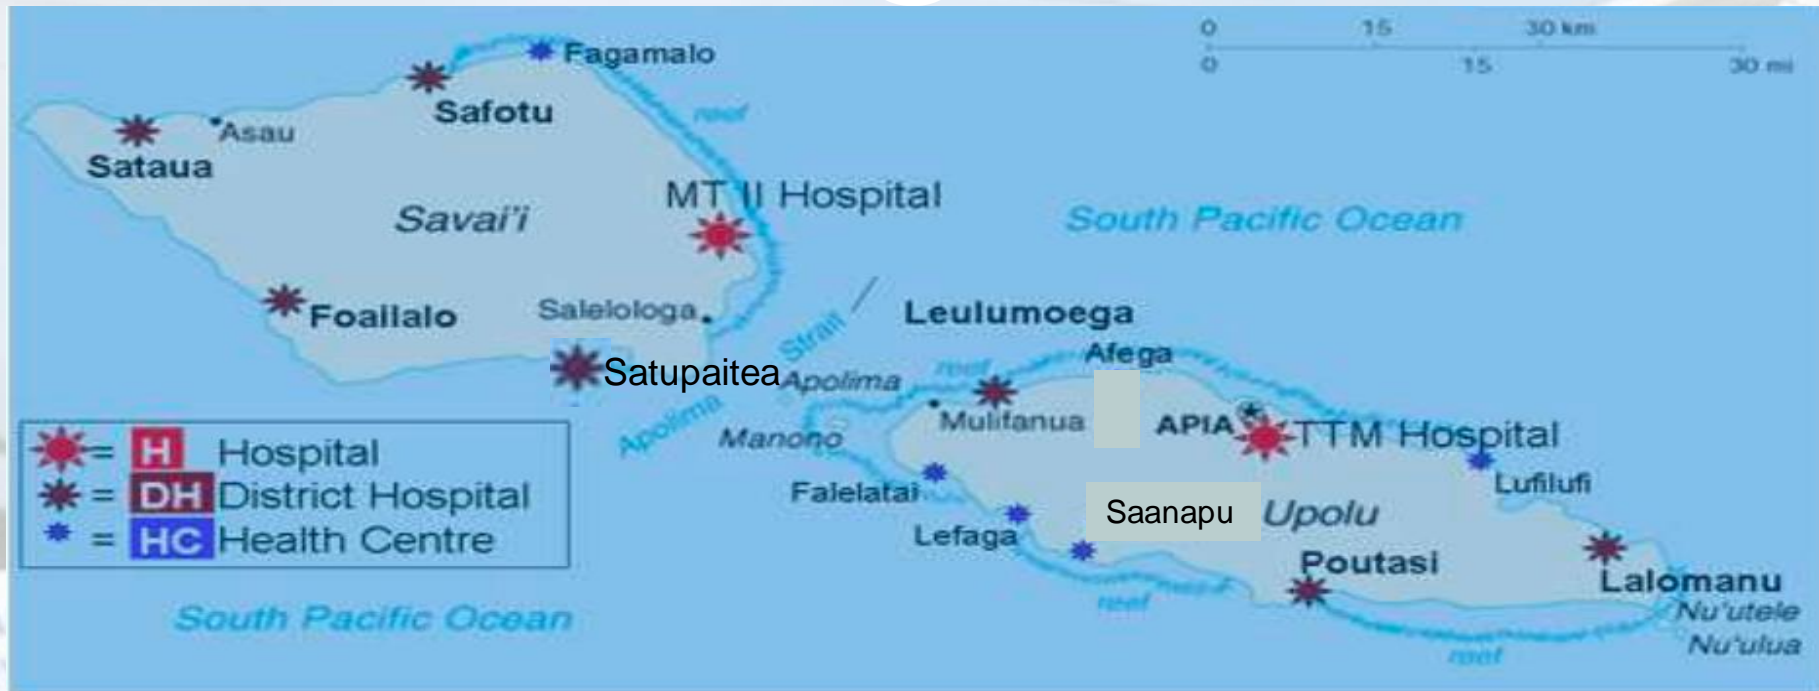 0 15 30 km
0 15 30 mi
Fagamalo
Safotu
reef
Asau
Sataua
MT II Hospital
Savai'i
South Pacific Ocean
Foailalo
Salelologa
Strait
Leulumoega
Afega
reef
Satupaitea
Apolima
Apolima
Mulifanua
APIA
TTM Hospital
Manono
Falelatai
Lufilufi
Saanapu
Upolu
Lefaga
Poutasi
Lalomanu
reef
Nu'utele
Nu'ulua
reef
= H Hospital
= DH District Hospital
= HC Health Centre
South Pacific Ocean